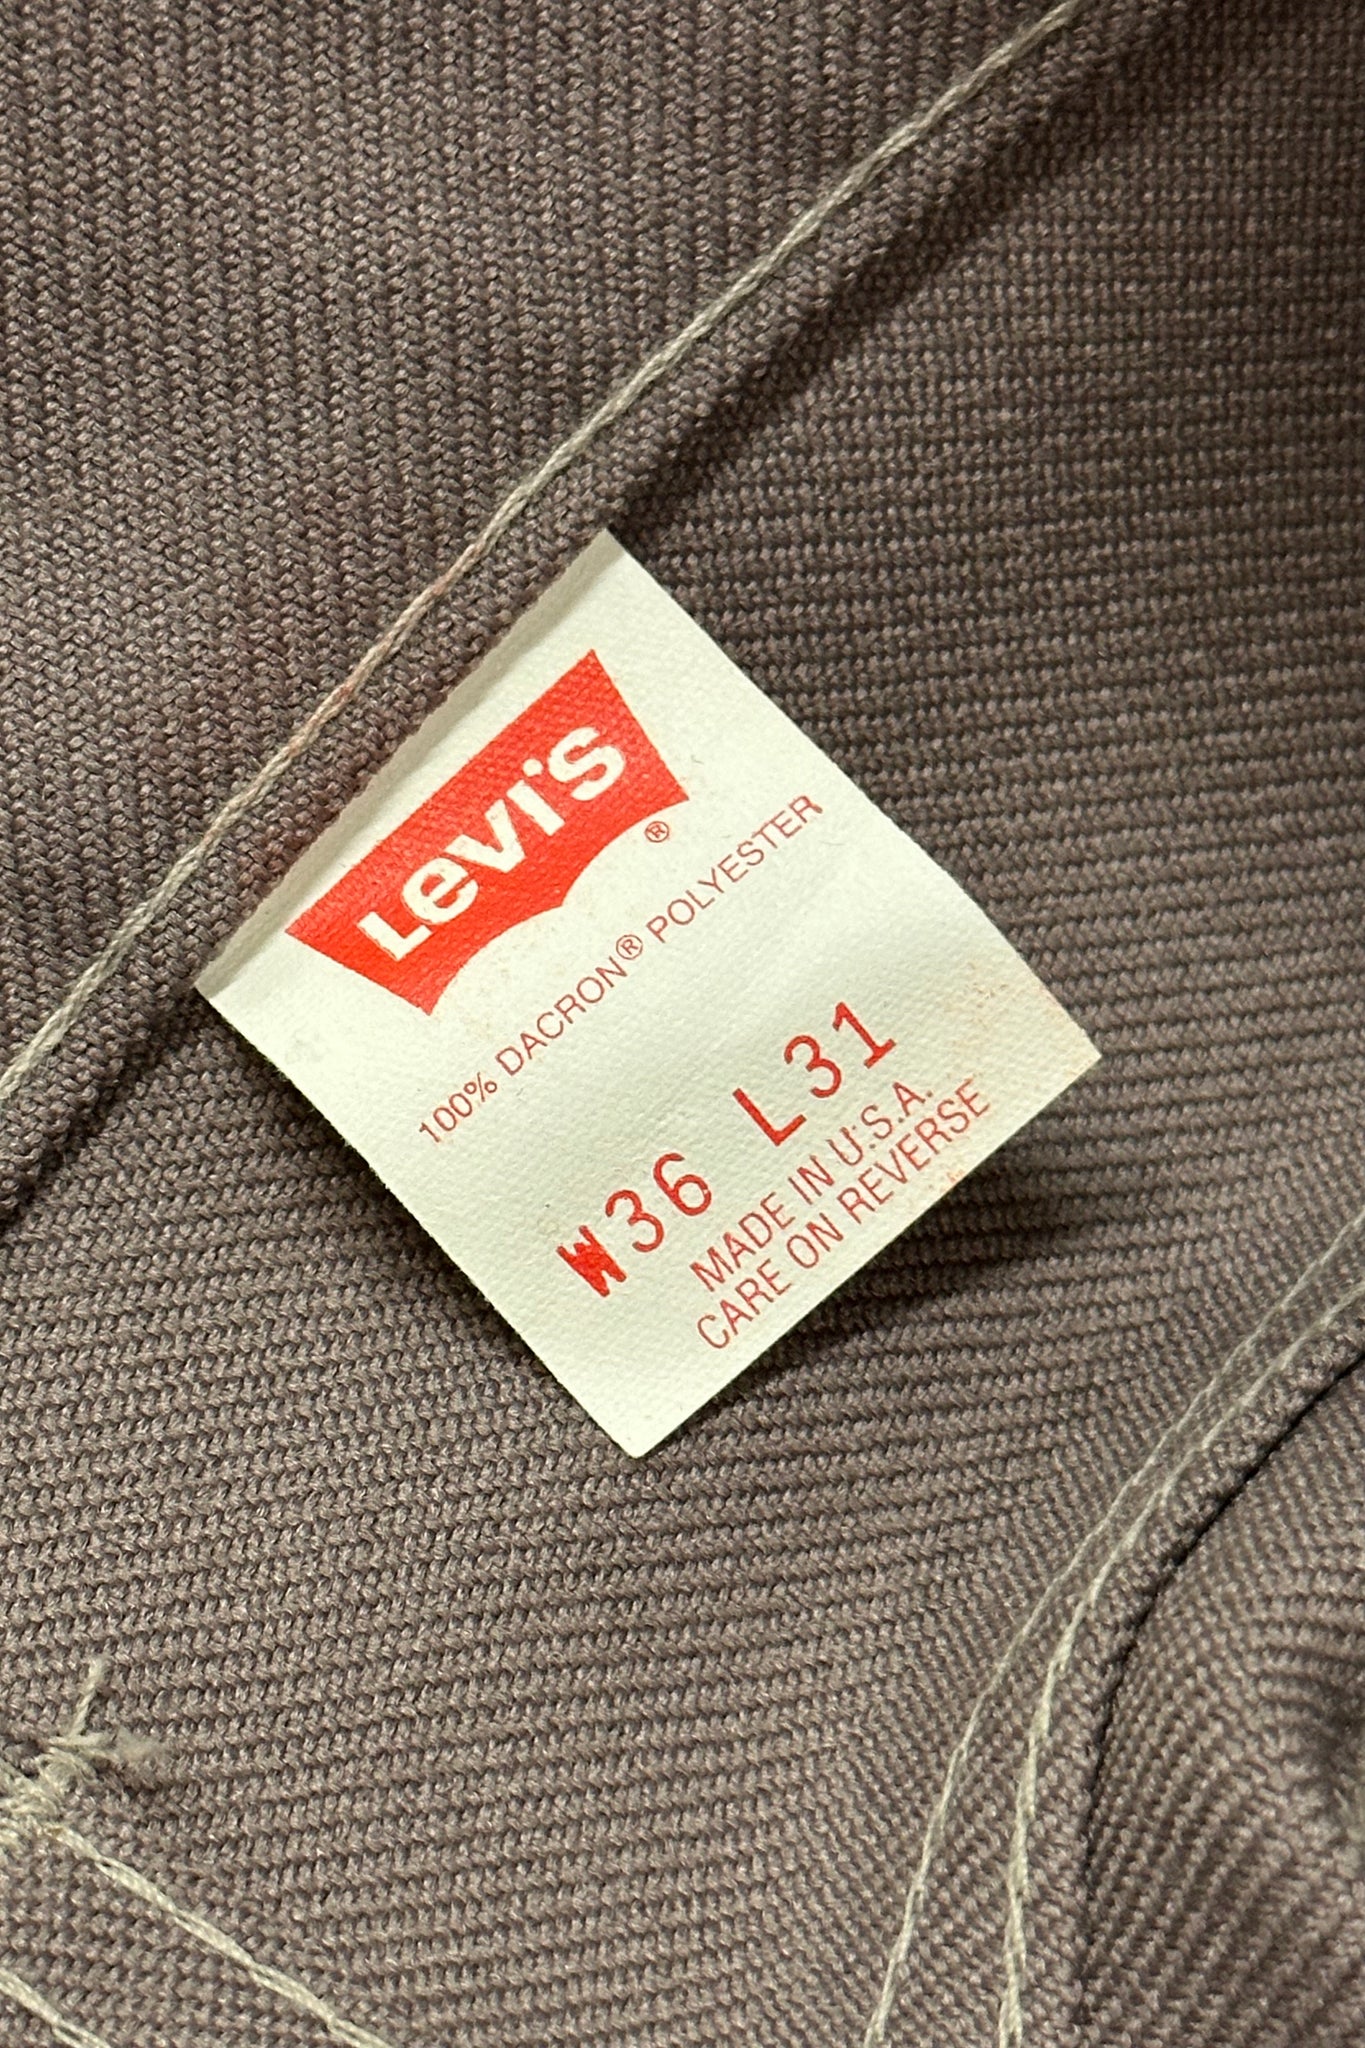 Levi's
®
100% DACRON® POLYESTER
W36 L31
MADE IN U.S.A.
CARE ON REVERSE